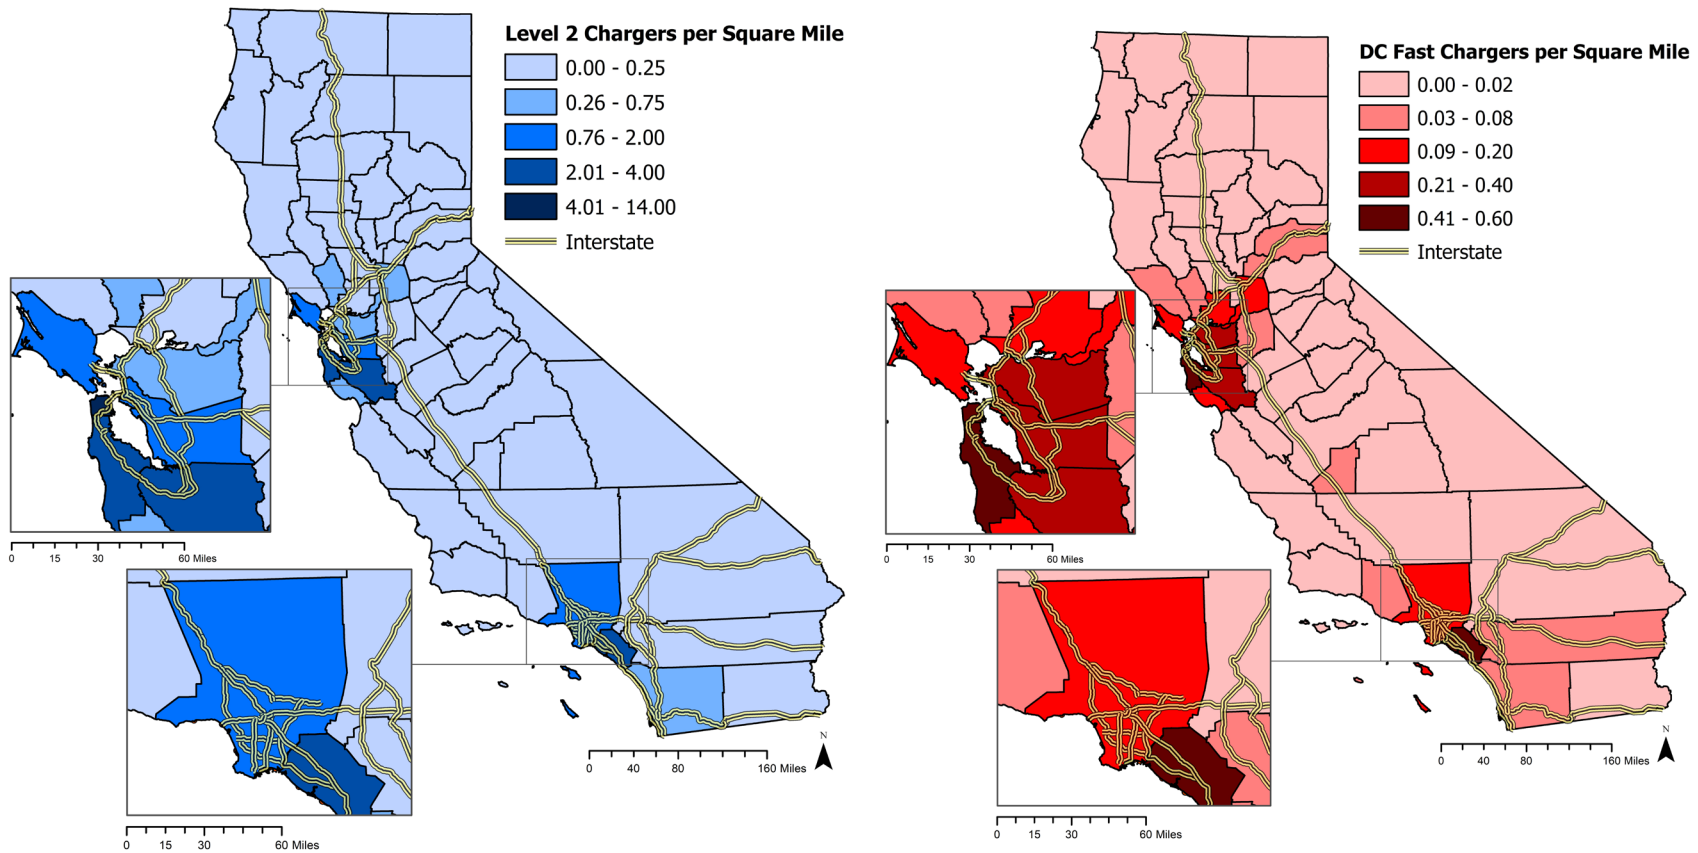 Level 2 Chargers per Square Mile
0.00 - 0.25
0.26 - 0.75
0.76 - 2.00
2.01 - 4.00
4.01 - 14.00
Interstate
0 15 30 60 Miles
0 15 30 60 Miles
N
0 40 80 160 Miles
DC Fast Chargers per Square Mile
0.00 - 0.02
0.03 - 0.08
0.09 - 0.20
0.21 - 0.40
0.41 - 0.60
Interstate
0 15 30 60 Miles
0 15 30 60 Miles
N
0 40 80 160 Miles